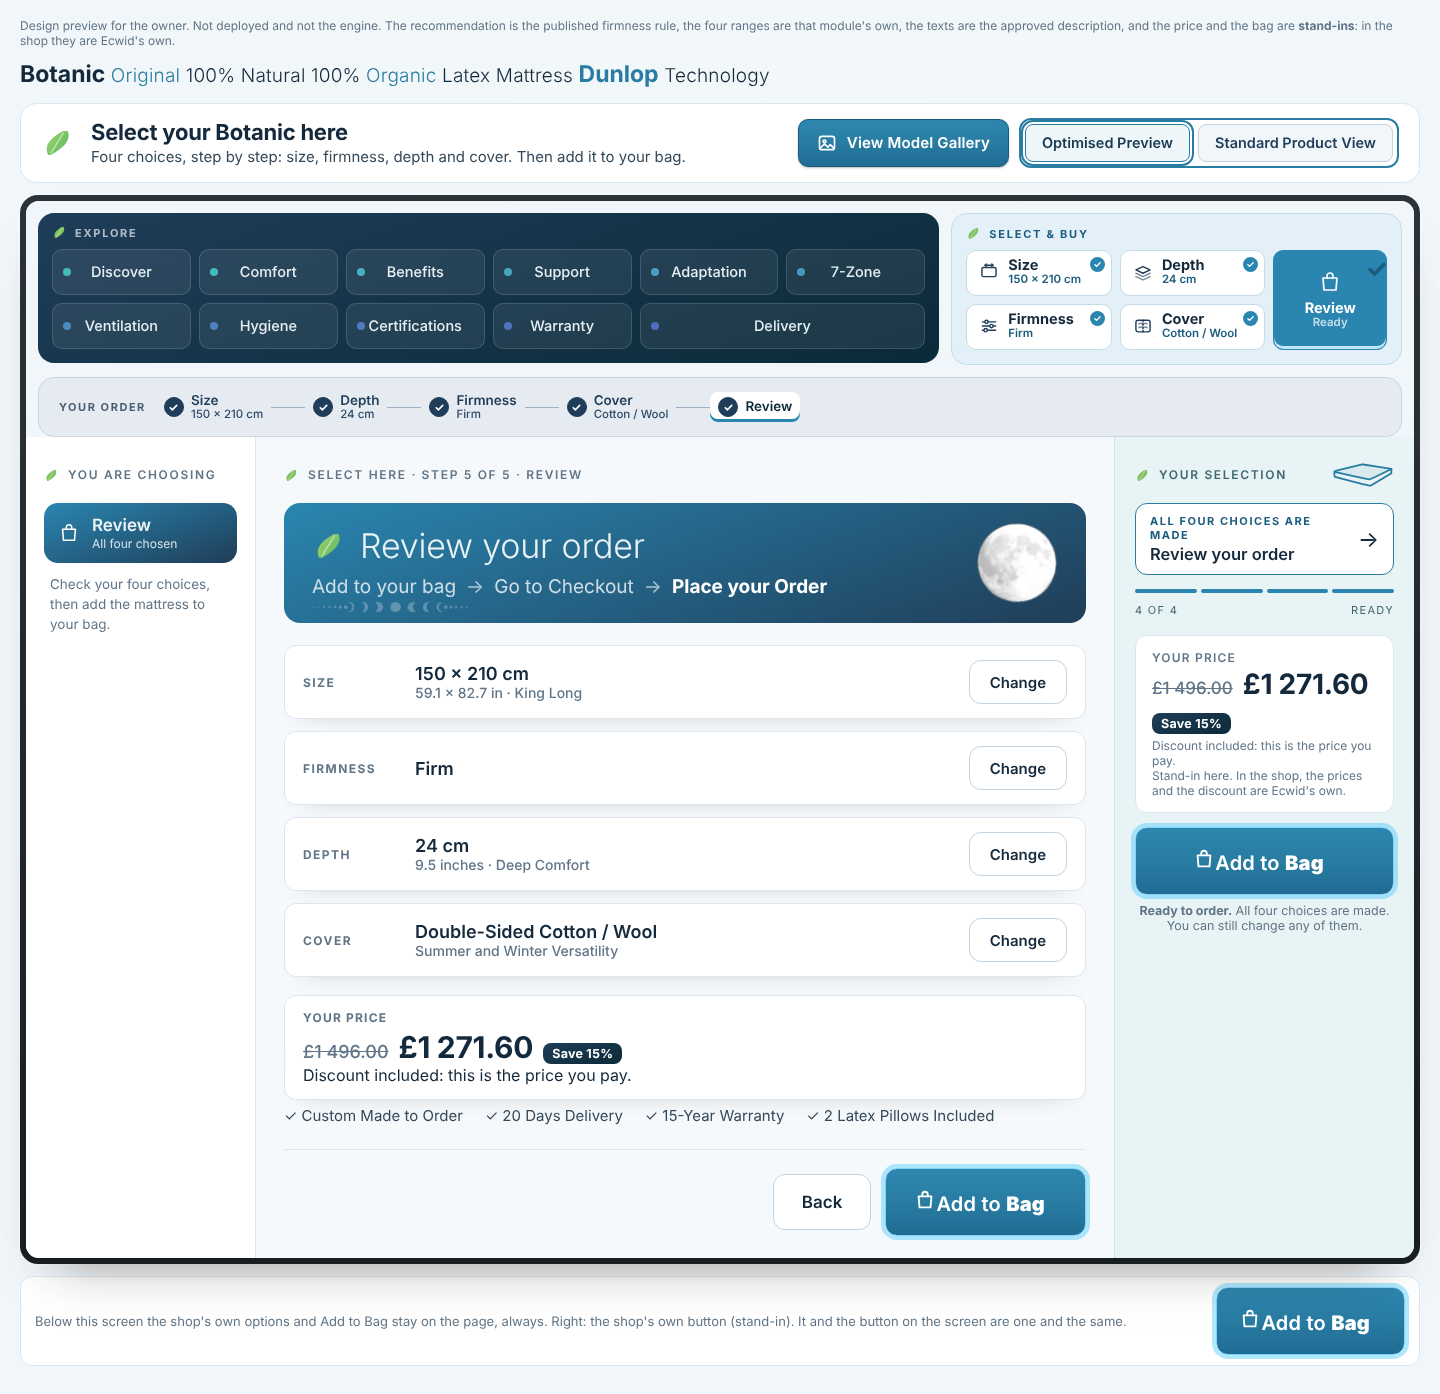 Design preview for the owner. Not deployed and not the engine. The recommendation is the published firmness rule, the four ranges are that module's own, the texts are the approved description, and the price and the bag are stand-ins: in the
shop they are Ecwid's own.
Botanic Original 100% Natural 100% Organic Latex Mattress Dunlop Technology
Select your Botanic here
Four choices, step by step: size, firmness, depth and cover. Then add it to your bag.
View Model Gallery
Optimised Preview
Standard Product View
EXPLORE
Discover
Comfort
Benefits
Support
Adaptation
7-Zone
Ventilation
Hygiene
Certifications
Warranty
Delivery
SELECT & BUY
Size
150 × 210 cm
Depth
24 cm
Firmness
Firm
Cover
Cotton / Wool
Review
Ready
YOUR ORDER
Size
150 × 210 cm
Depth
24 cm
Firmness
Firm
Cover
Cotton / Wool
Review
YOU ARE CHOOSING
Review
All four chosen
Check your four choices,
then add the mattress to
your bag.
SELECT HERE · STEP 5 OF 5 · REVIEW
Review your order
Add to your bag → Go to Checkout → Place your Order
SIZE
150 × 210 cm
59.1 × 82.7 in · King Long
Change
FIRMNESS
Firm
Change
DEPTH
24 cm
9.5 inches · Deep Comfort
Change
COVER
Double-Sided Cotton / Wool
Summer and Winter Versatility
Change
YOUR PRICE
£1 496.00 £1 271.60 Save 15%
Discount included: this is the price you pay.
✓ Custom Made to Order ✓ 20 Days Delivery ✓ 15-Year Warranty ✓ 2 Latex Pillows Included
Back
Add to Bag
YOUR SELECTION
ALL FOUR CHOICES ARE
MADE
Review your order →
4 OF 4
READY
YOUR PRICE
£1 496.00 £1 271.60
Save 15%
Discount included: this is the price you
pay.
Stand-in here. In the shop, the prices
and the discount are Ecwid's own.
Add to Bag
Ready to order. All four choices are made.
You can still change any of them.
Below this screen the shop's own options and Add to Bag stay on the page, always. Right: the shop's own button (stand-in). It and the button on the screen are one and the same.
Add to Bag